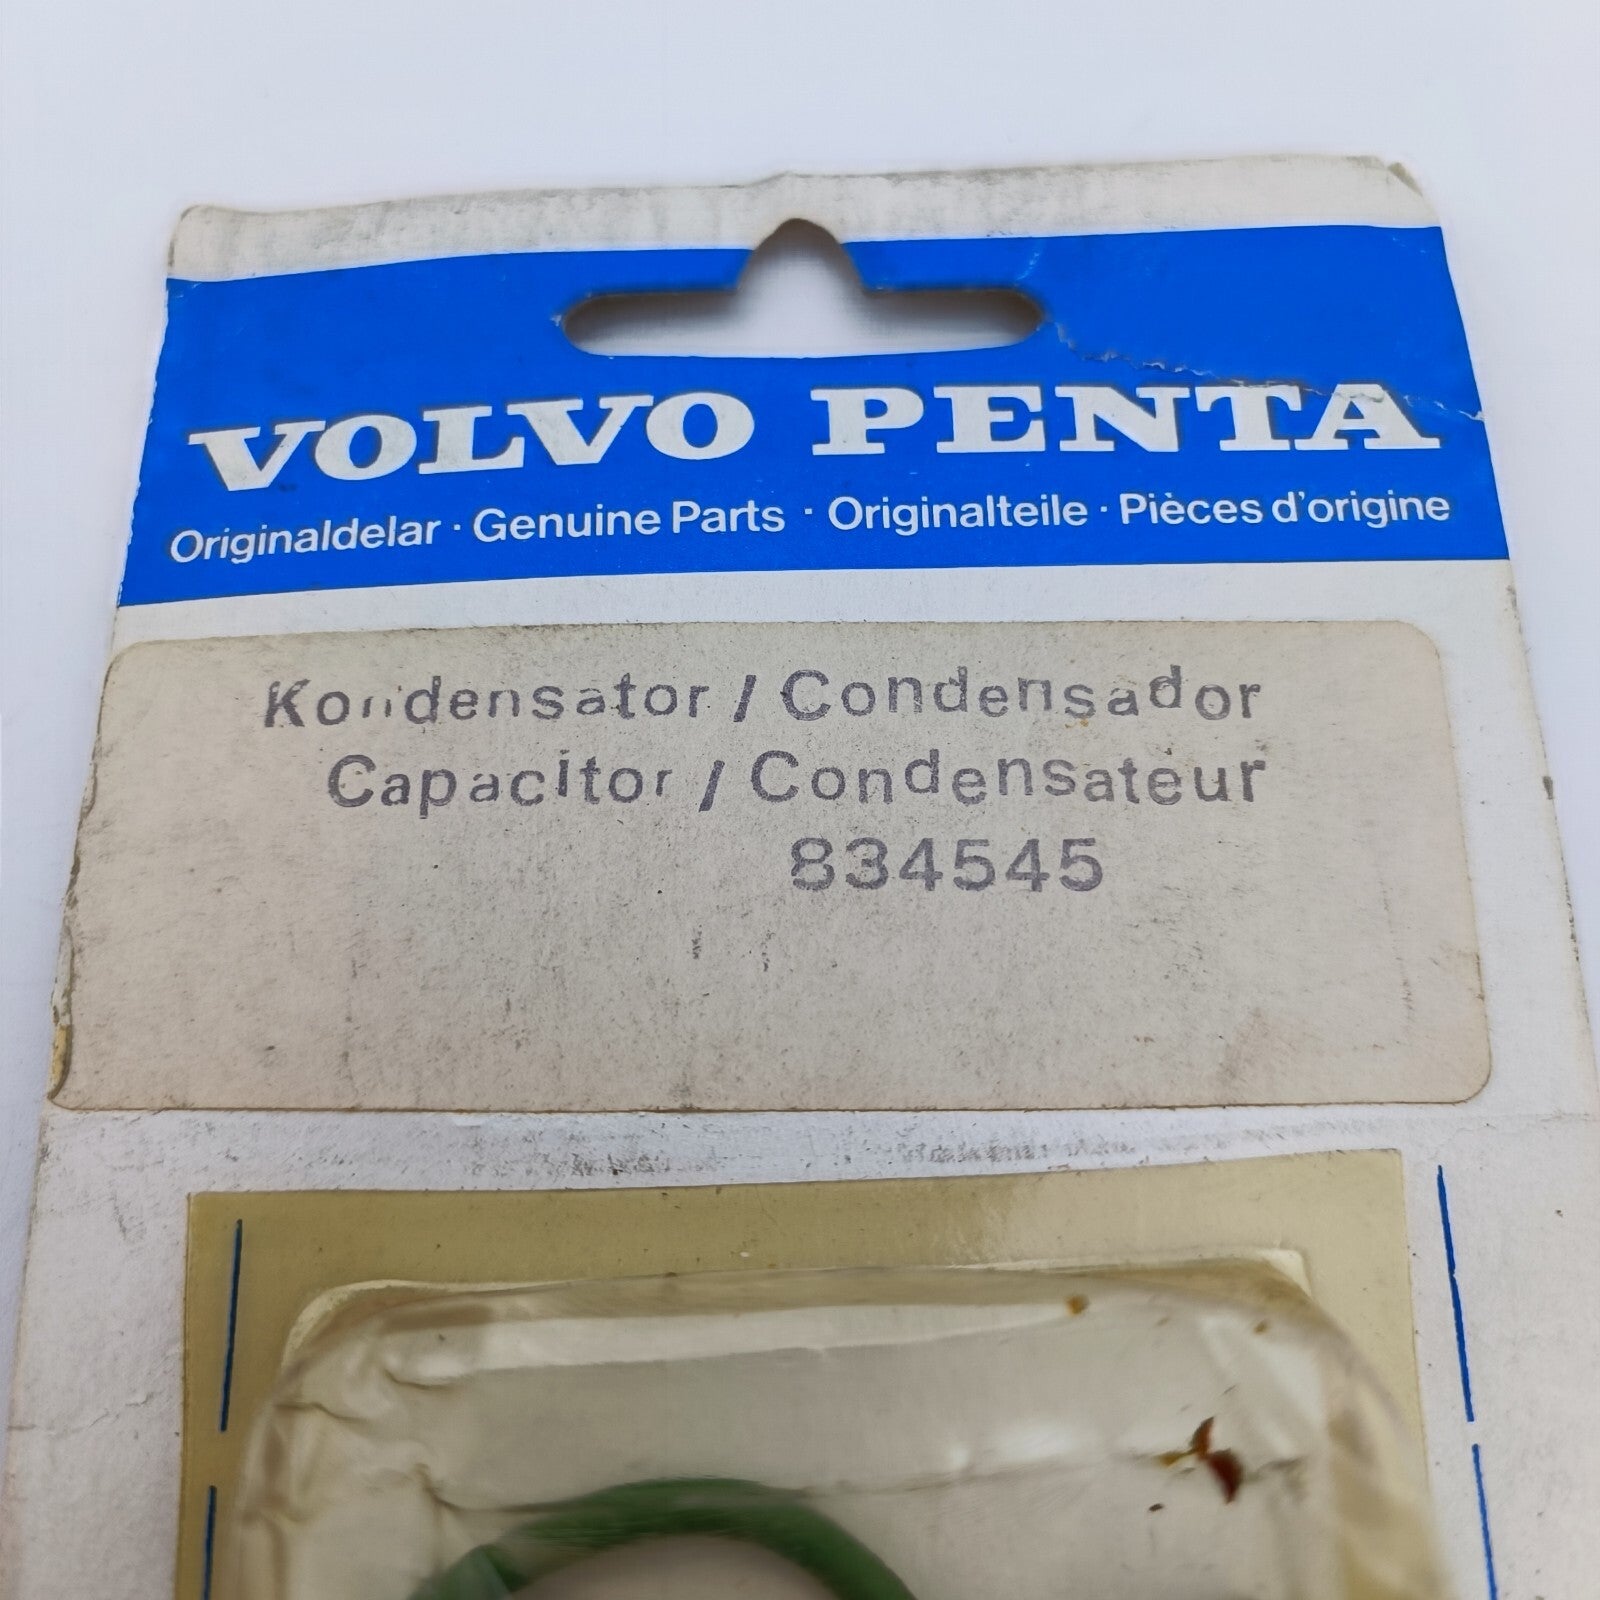 VOLVO PENTA
Originaldelar · Genuine Parts · Originalteile · Pièces d'origine
Kondensator / Condensador
Capacitor / Condensateur
834545